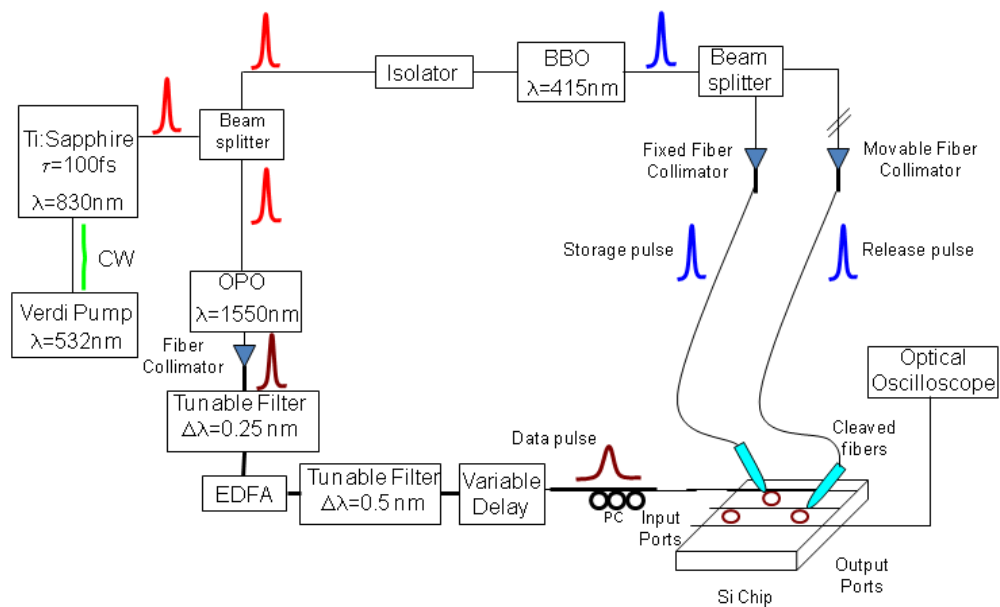 Ti:Sapphire
τ=100fs
λ=830nm
CW
Verdi Pump
λ=532nm
Beam
splitter
Isolator
BBO
λ=415nm
Beam
splitter
Fixed Fiber
Collimator
Movable Fiber
Collimator
Storage pulse
Release pulse
OPO
λ=1550nm
Fiber
Collimator
Tunable Filter
Δλ=0.25 nm
EDFA
Tunable Filter
Δλ=0.5 nm
Variable
Delay
Data pulse
PC
Input
Ports
Cleaved
fibers
Optical
Oscilloscope
Output
Ports
Si Chip